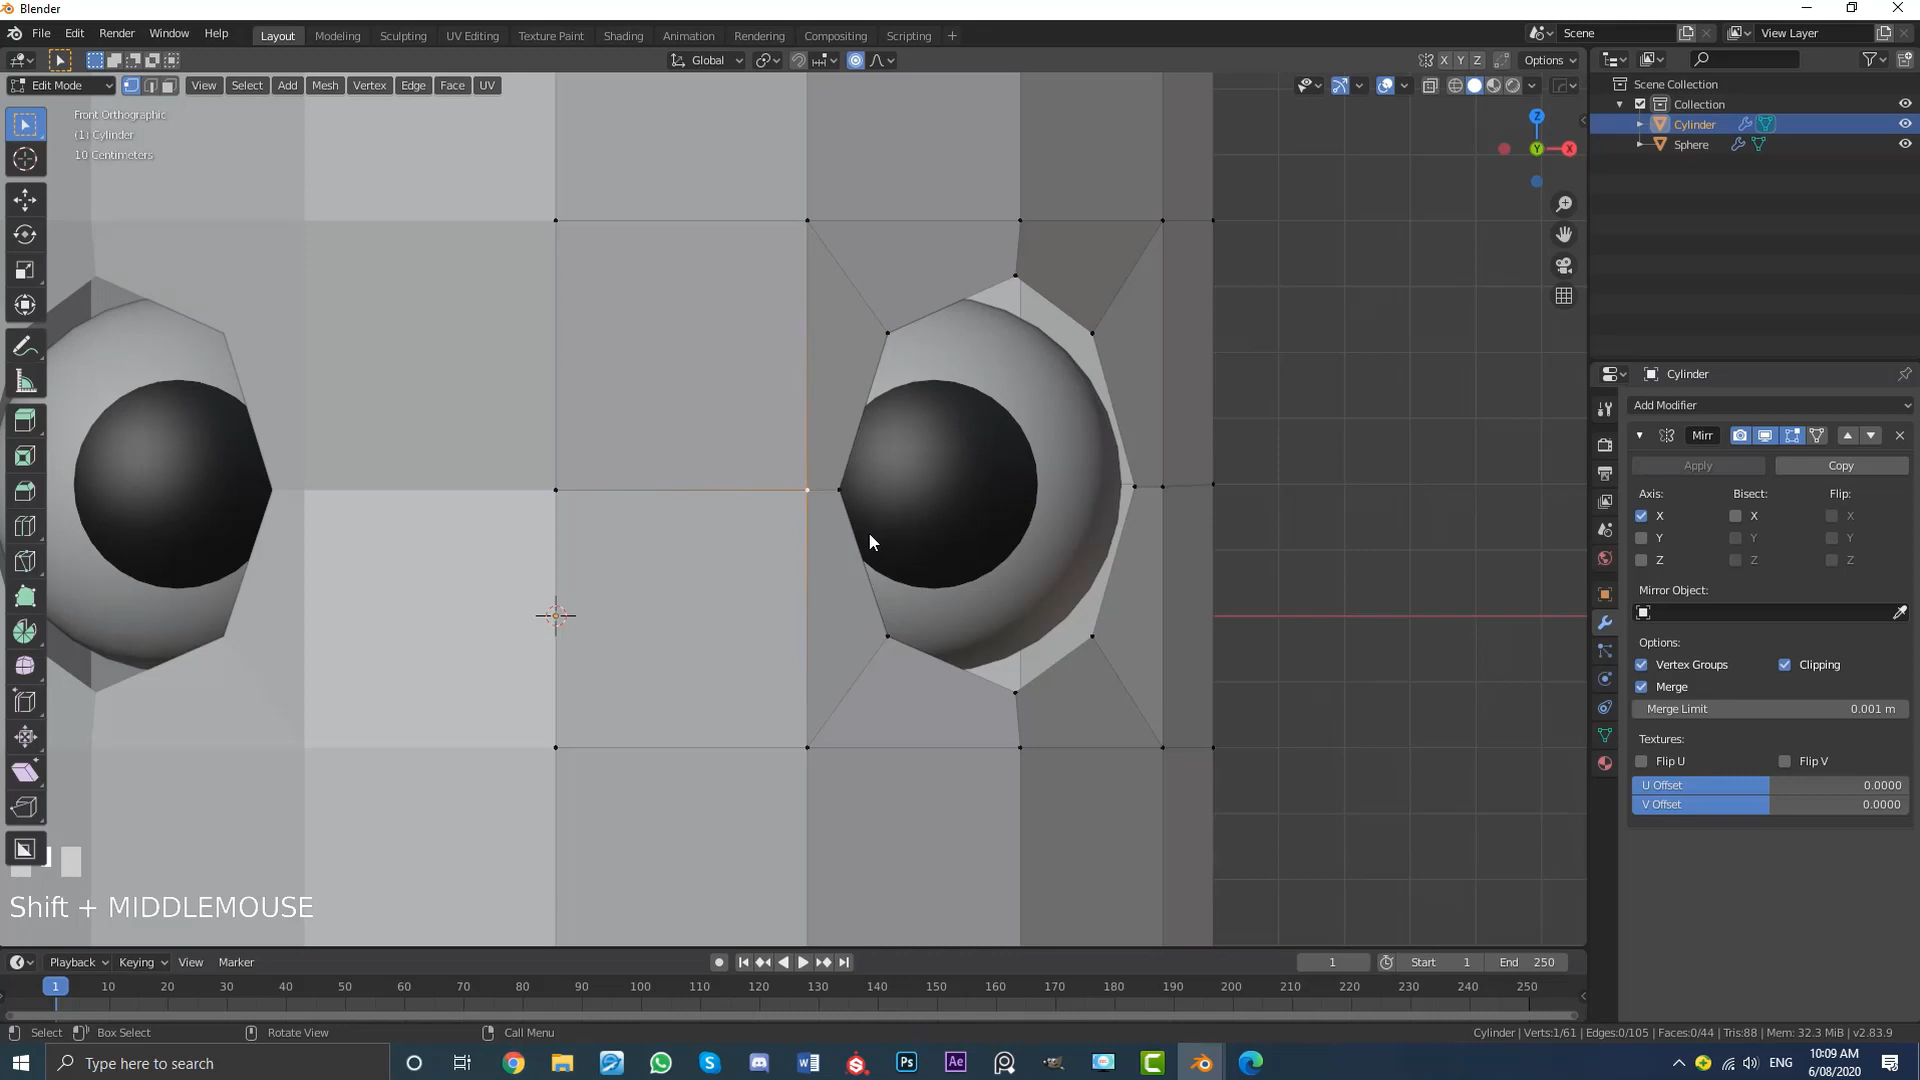 Blender
File Edit Render Window Help
Layout Modeling Sculpting UV Editing Texture Paint Shading Animation Rendering Compositing Scripting +
Scene View Layer
Global X Y Z Options
Edit Mode View Select Add Mesh Vertex Edge Face UV
Front Orthographic
(1) Cylinder
10 Centimeters
Z
Y
X
Scene Collection
Collection
Cylinder
Sphere
Cylinder
Add Modifier
Mirr
Apply Copy
Axis: Bisect: Flip:
X X X
Y Y Y
Z Z Z
Mirror Object:
Options:
Vertex Groups Clipping
Merge
Merge Limit 0.001 m
Textures:
Flip U Flip V
U Offset 0.0000
V Offset 0.0000
Shift + MIDDLEMOUSE
Playback Keying View Marker 1 Start 1 End 250
1 10 20 30 40 50 60 70 80 90 100 110 120 130 140 150 160 170 180 190 200 210 220 230 240 250
Select Box Select Rotate View Call Menu Cylinder | Verts:1/61 | Edges:0/105 | Faces:0/44 | Tris:88 | Mem: 32.3 MiB | v2.83.9
Type here to search
ENG
10:09 AM
6/08/2020